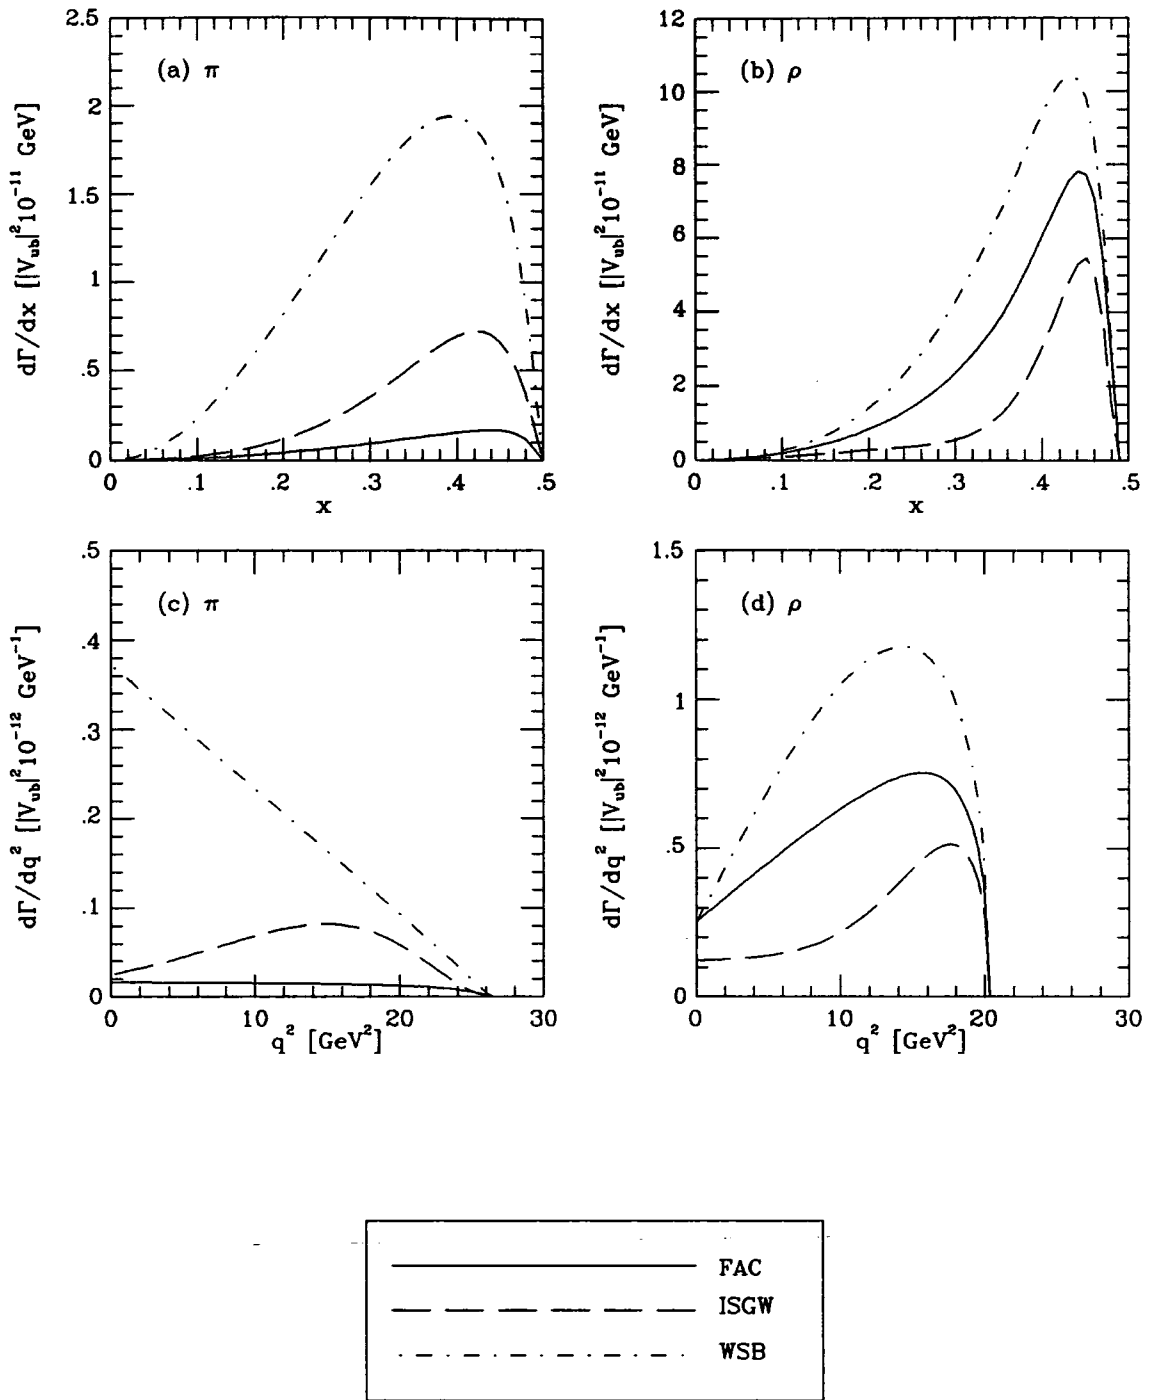 (a) π
dΓ/dx [|V_ub|^2 10^-11 GeV]
2.5
2
1.5
1
.5
0
0 .1 .2 .3 .4 .5
x
(b) ρ
dΓ/dx [|V_ub|^2 10^-11 GeV]
12
10
8
6
4
2
0
0 .1 .2 .3 .4 .5
x
(c) π
dΓ/dq^2 [|V_ub|^2 10^-12 GeV^-1]
.5
.4
.3
.2
.1
0
0 10 20 30
q^2 [GeV^2]
(d) ρ
dΓ/dq^2 [|V_ub|^2 10^-12 GeV^-1]
1.5
1
.5
0
0 10 20 30
q^2 [GeV^2]
FAC
ISGW
WSB